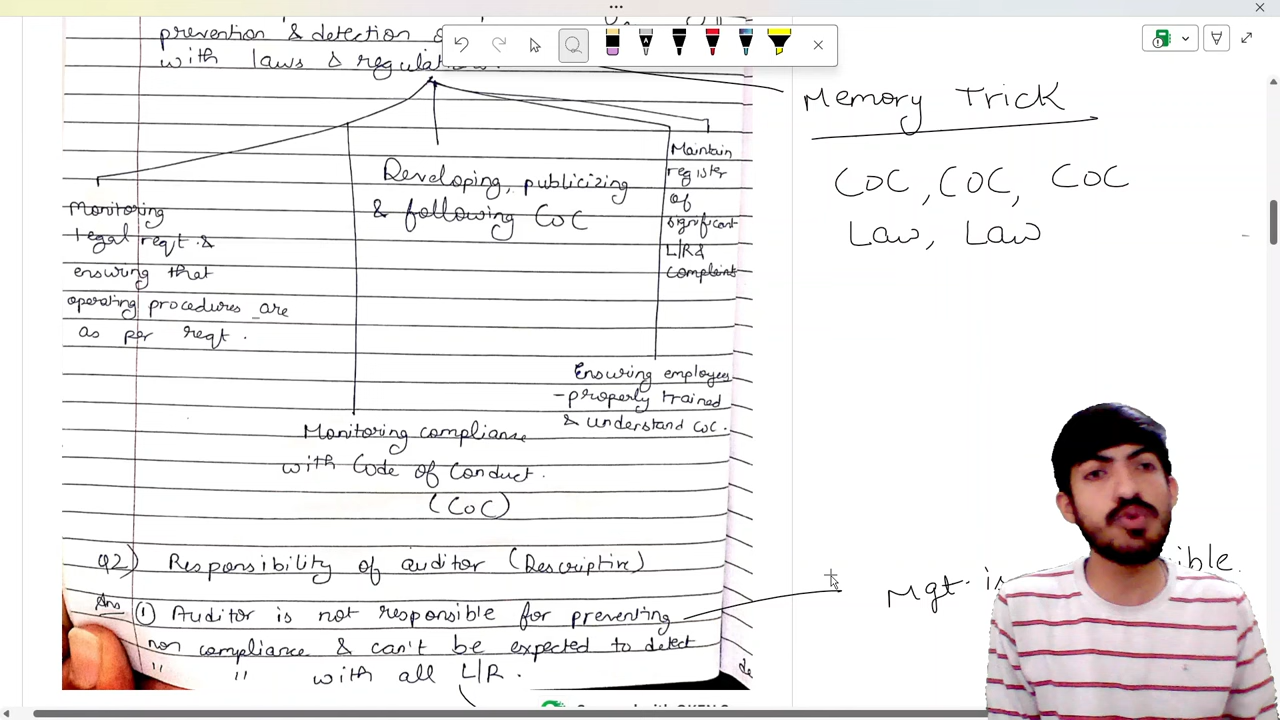 prevention & detection
with laws & regulation
Memory Trick
COC, COC, COC
Law, Law
Maintain
register
of
significant
L/R &
Complaint
Developing, publicizing
& following CoC
Monitoring
legal reqt. &
ensuring that
operating procedures are
as per reqt.
Ensuring employees
- properly trained
& understand CoC.
Monitoring compliance
with Code of Conduct.
(CoC)
Q2) Responsibility of auditor (Descriptive)
Ans ① Auditor is not responsible for preventing
non compliance & can't be expected to detect
" " with all L/R.
Mgt. is